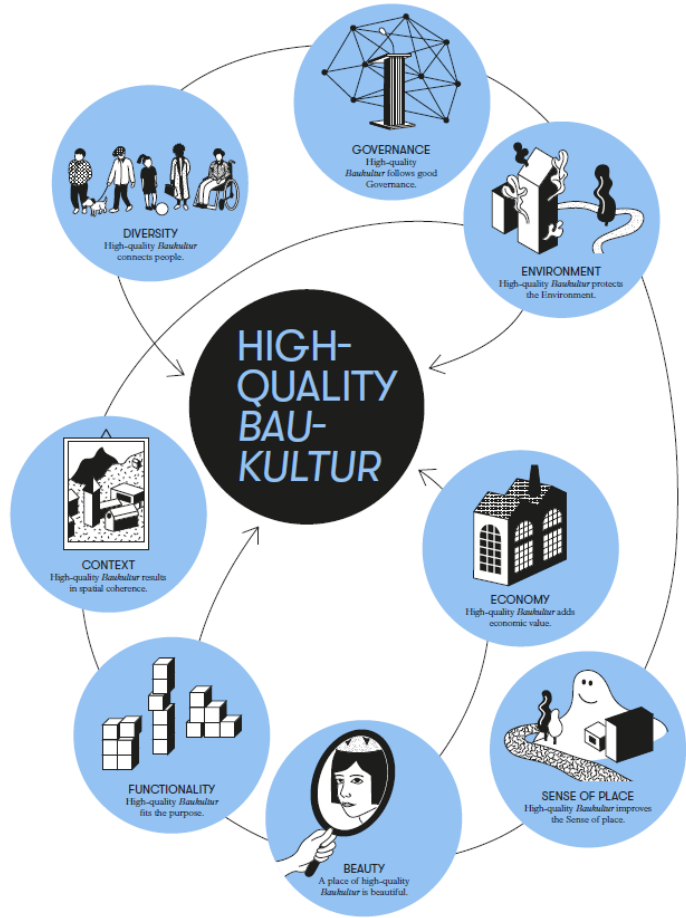 GOVERNANCE
High-quality
Baukultur follows good
Governance.
DIVERSITY
High-quality Baukultur
connects people.
ENVIRONMENT
High-quality Baukultur protects
the Environment.
HIGH-
QUALITY
BAU-
KULTUR
CONTEXT
High-quality Baukultur results
in spatial coherence.
ECONOMY
High-quality Baukultur adds
economic value.
FUNCTIONALITY
High-quality Baukultur
fits the purpose.
SENSE OF PLACE
High-quality Baukultur improves
the Sense of place.
BEAUTY
A place of high-quality
Baukultur is beautiful.